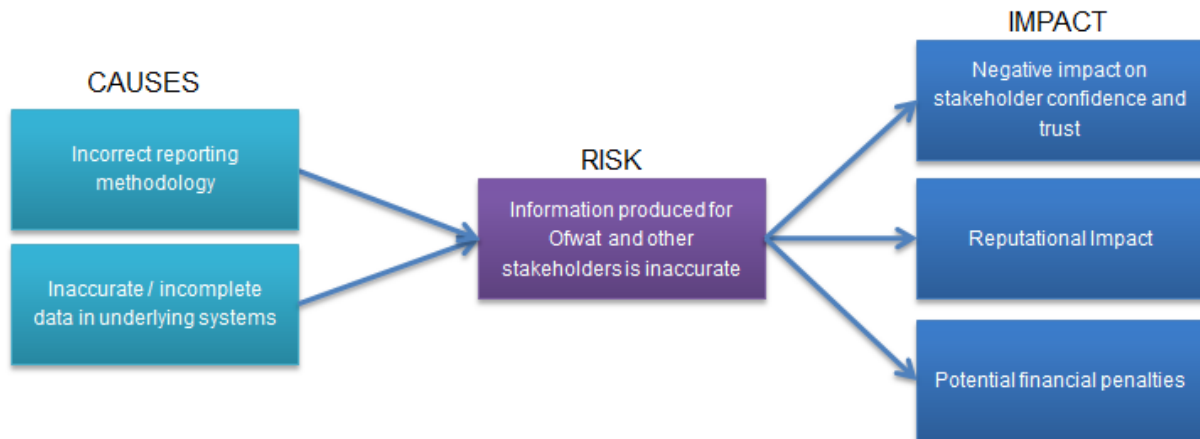 CAUSES
Incorrect reporting
methodology
Inaccurate / incomplete
data in underlying systems
RISK
Information produced for
Ofwat and other
stakeholders is inaccurate
IMPACT
Negative impact on
stakeholder confidence and
trust
Reputational Impact
Potential financial penalties